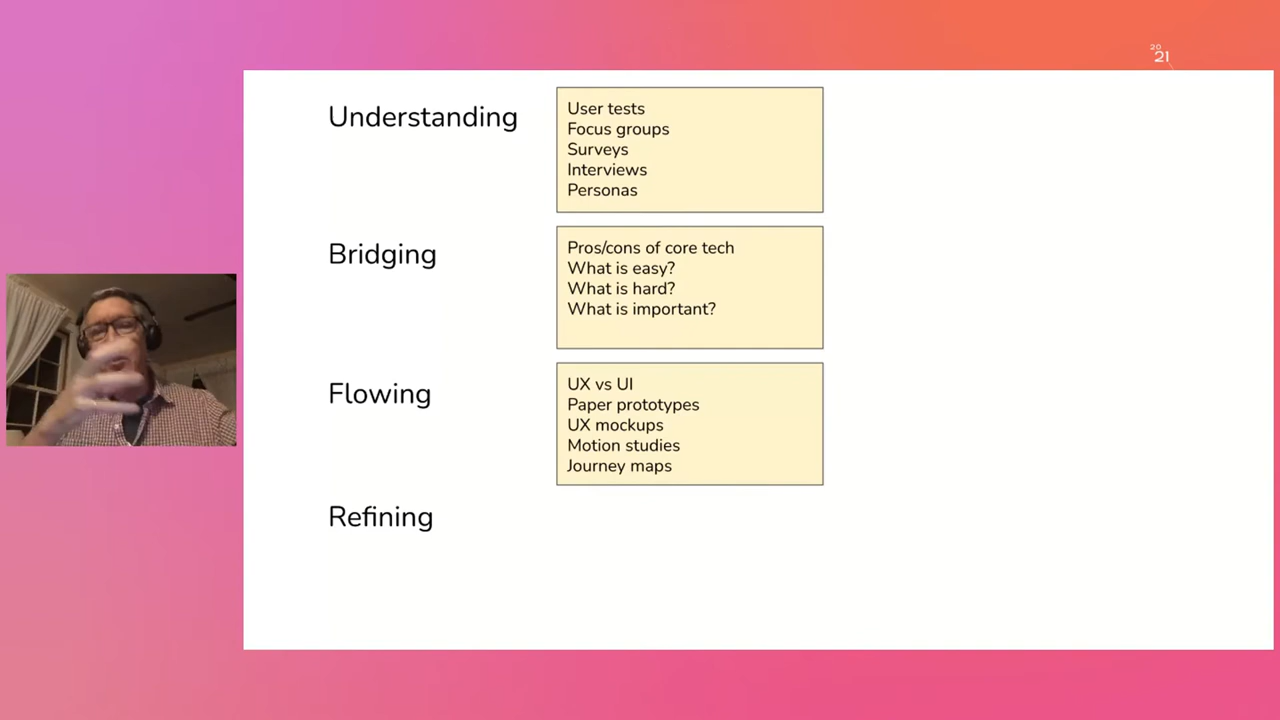 20
21
Understanding
User tests
Focus groups
Surveys
Interviews
Personas
Bridging
Pros/cons of core tech
What is easy?
What is hard?
What is important?
Flowing
UX vs UI
Paper prototypes
UX mockups
Motion studies
Journey maps
Refining